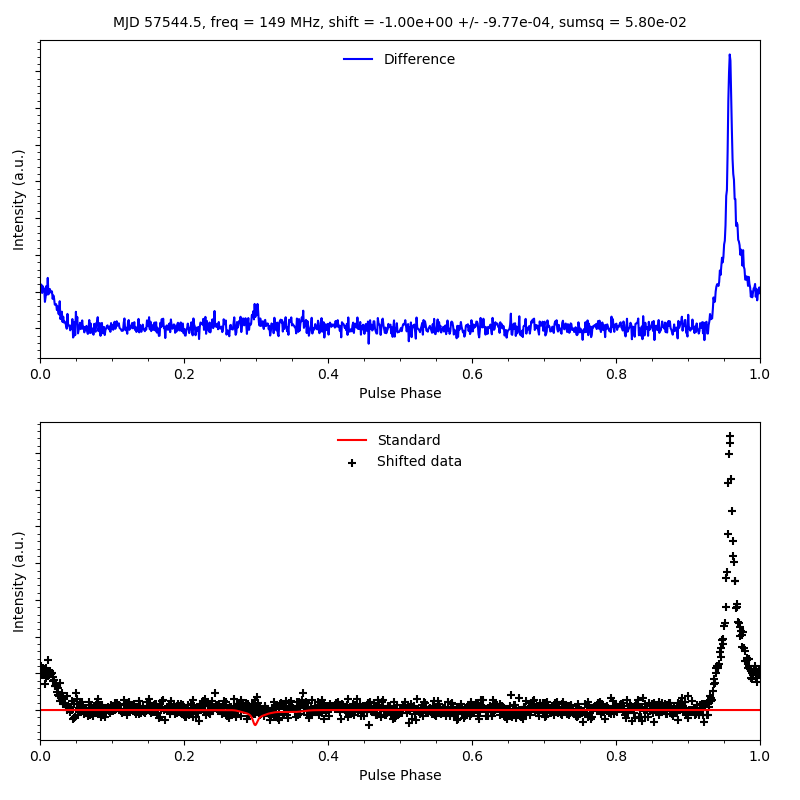 MJD 57544.5, freq = 149 MHz, shift = -1.00e+00 +/- -9.77e-04, sumsq = 5.80e-02
Difference
Intensity (a.u.)
0.0 0.2 0.4 0.6 0.8 1.0
Pulse Phase
Standard
Shifted data
Intensity (a.u.)
0.0 0.2 0.4 0.6 0.8 1.0
Pulse Phase